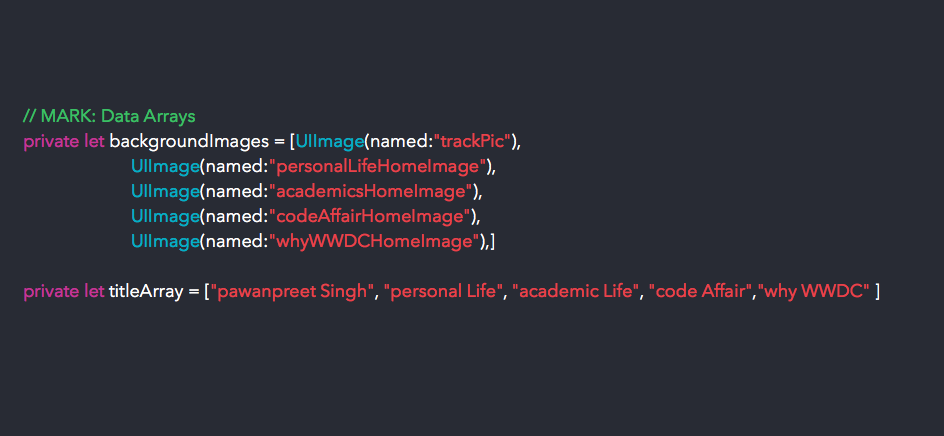 // MARK: Data Arrays
private let backgroundImages = [UIImage(named:"trackPic"),
UIImage(named:"personalLifeHomeImage"),
UIImage(named:"academicsHomeImage"),
UIImage(named:"codeAffairHomeImage"),
UIImage(named:"whyWWDCHomeImage"),]
private let titleArray = ["pawanpreet Singh", "personal Life", "academic Life", "code Affair","why WWDC" ]